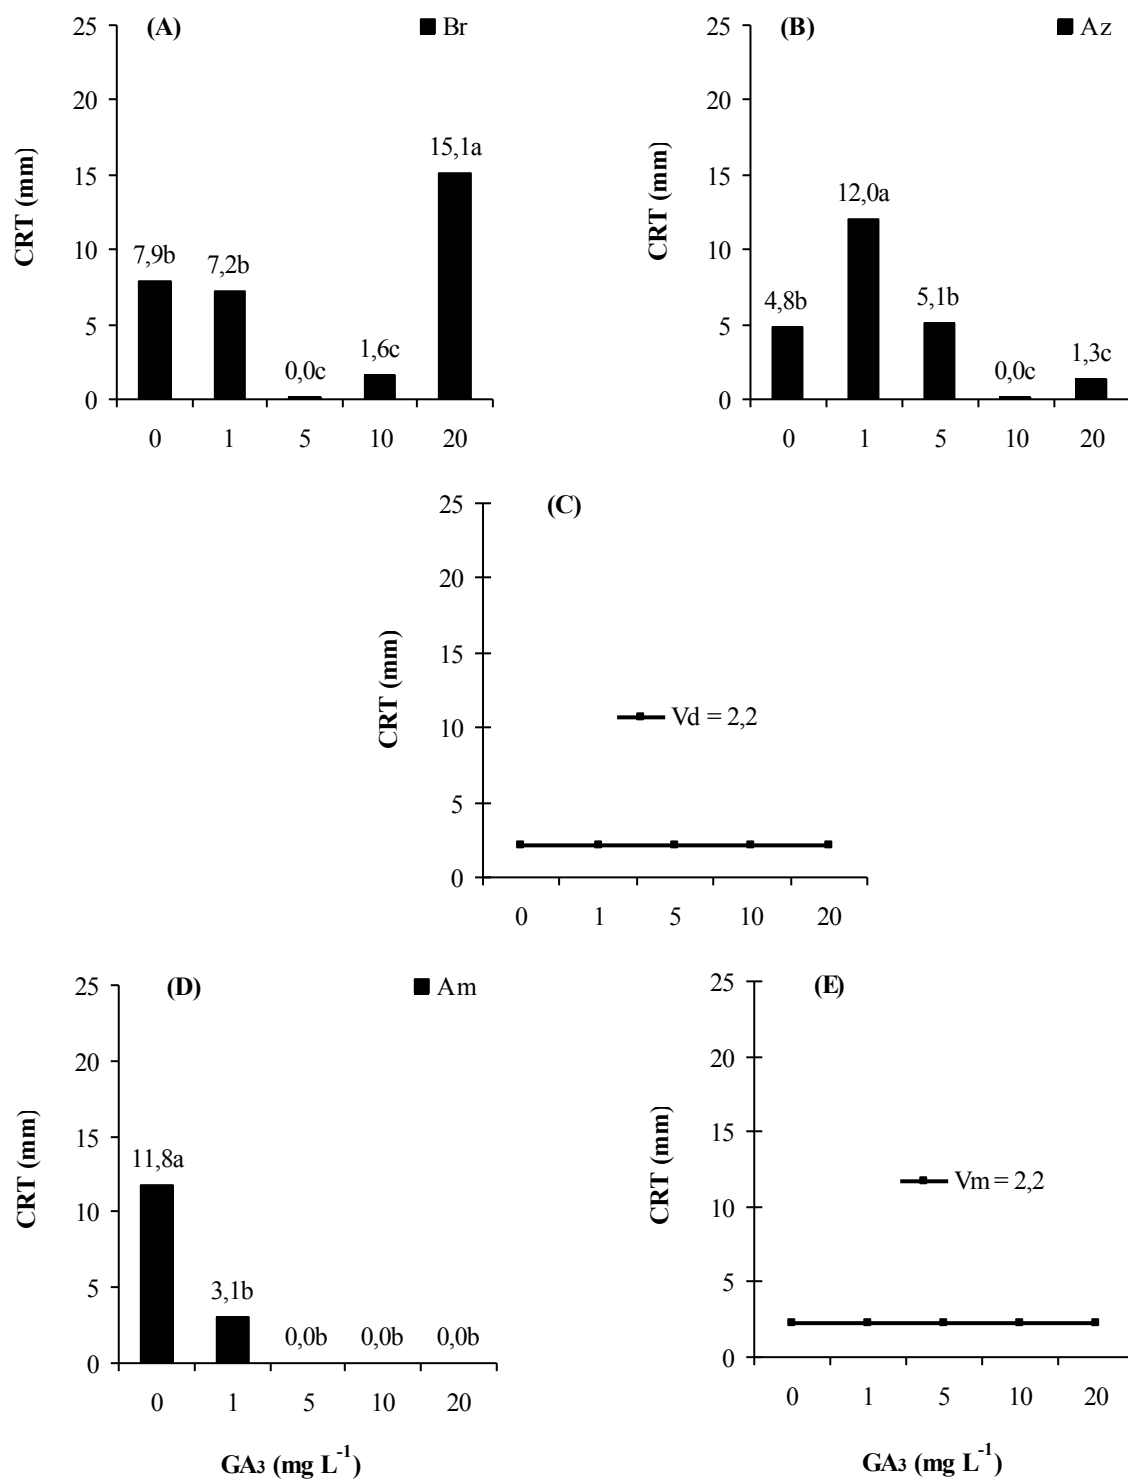 (A)
Br
25
20
15
10
5
0
CRT (mm)
7,9b
7,2b
0,0c
1,6c
15,1a
0 1 5 10 20
(B)
Az
25
20
15
10
5
0
CRT (mm)
4,8b
12,0a
5,1b
0,0c
1,3c
0 1 5 10 20
(C)
25
20
15
10
5
0
CRT (mm)
Vd = 2,2
0 1 5 10 20
(D)
Am
25
20
15
10
5
0
CRT (mm)
11,8a
3,1b
0,0b
0,0b
0,0b
0 1 5 10 20
GA3 (mg L-1)
(E)
25
20
15
10
5
0
CRT (mm)
Vm = 2,2
0 1 5 10 20
GA3 (mg L-1)